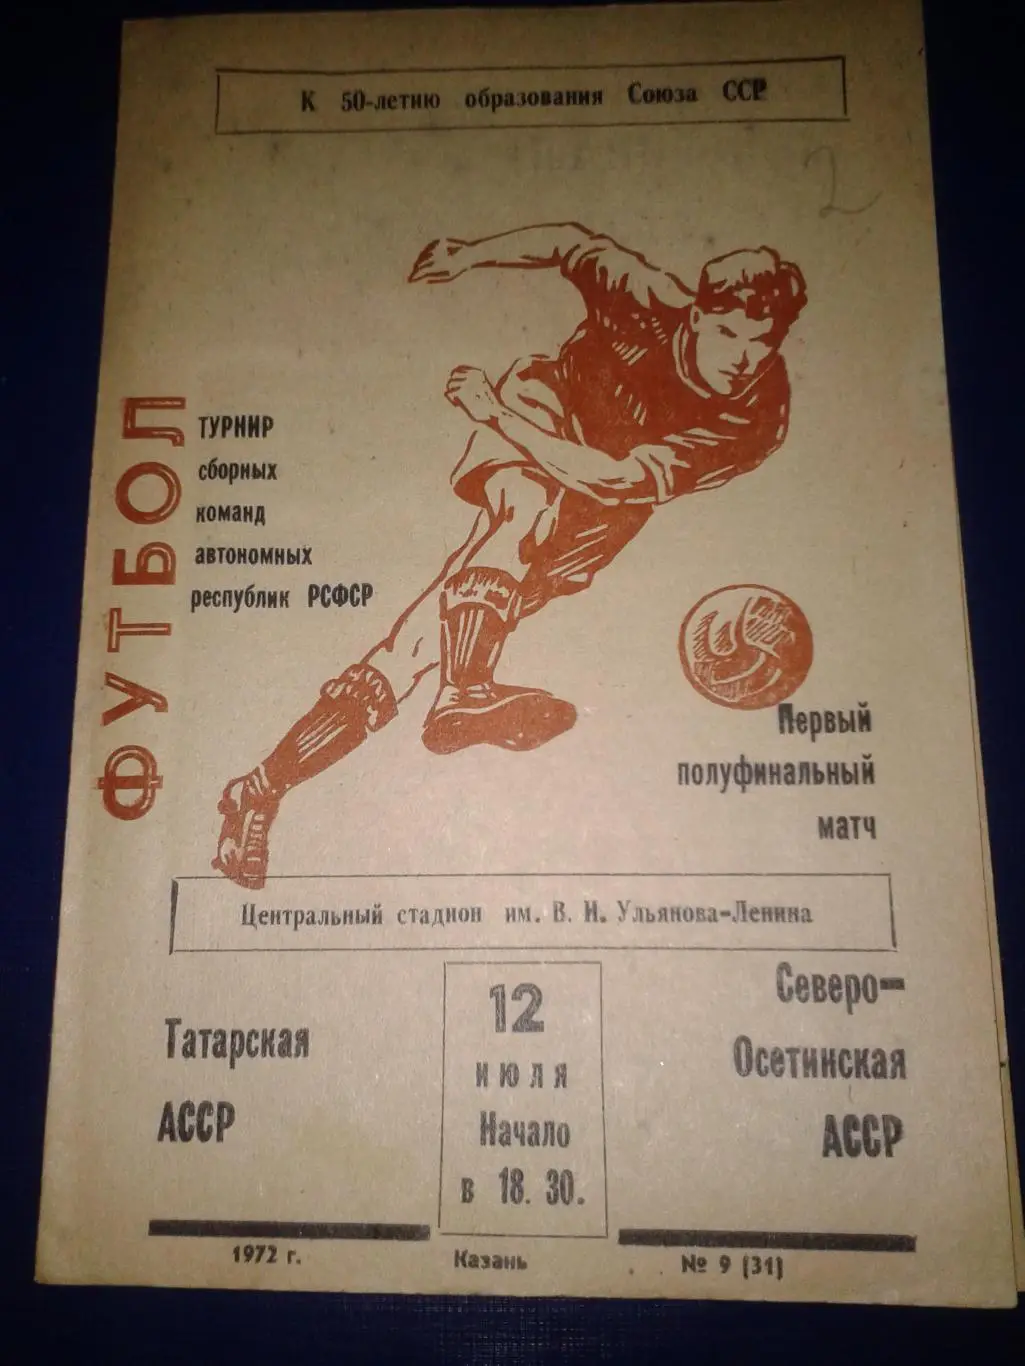 К 50-летию образования Союза ССР
2
ФУТБОЛ
ТУРНИР
сборных
команд
автономных
республик РСФСР
Первый
полуфинальный
матч
Центральный стадион им. В. И. Ульянова-Ленина
Татарская
АССР
12
июля
Начало
в 18. 30.
Северо-
Осетинская
АССР
1972 г.
Казань
№ 9 (31)